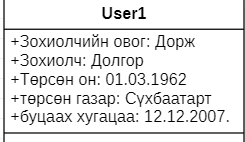 User1
+Зохиолчийн овог: Дорж
+Зохиолч: Долгор
+Төрсөн он: 01.03.1962
+төрсөн газар: Сүхбаатарт
+буцаах хугацаа: 12.12.2007.